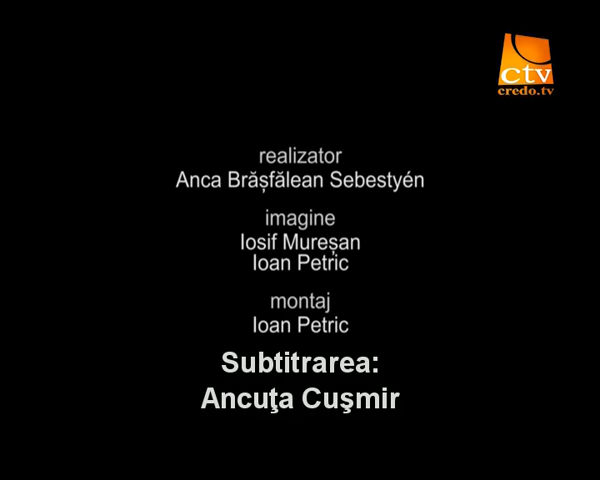 ctv
credo.tv
realizator
Anca Brășfălean Sebestyén
imagine
Iosif Mureșan
Ioan Petric
montaj
Ioan Petric
Subtitrarea:
Ancuţa Cuşmir